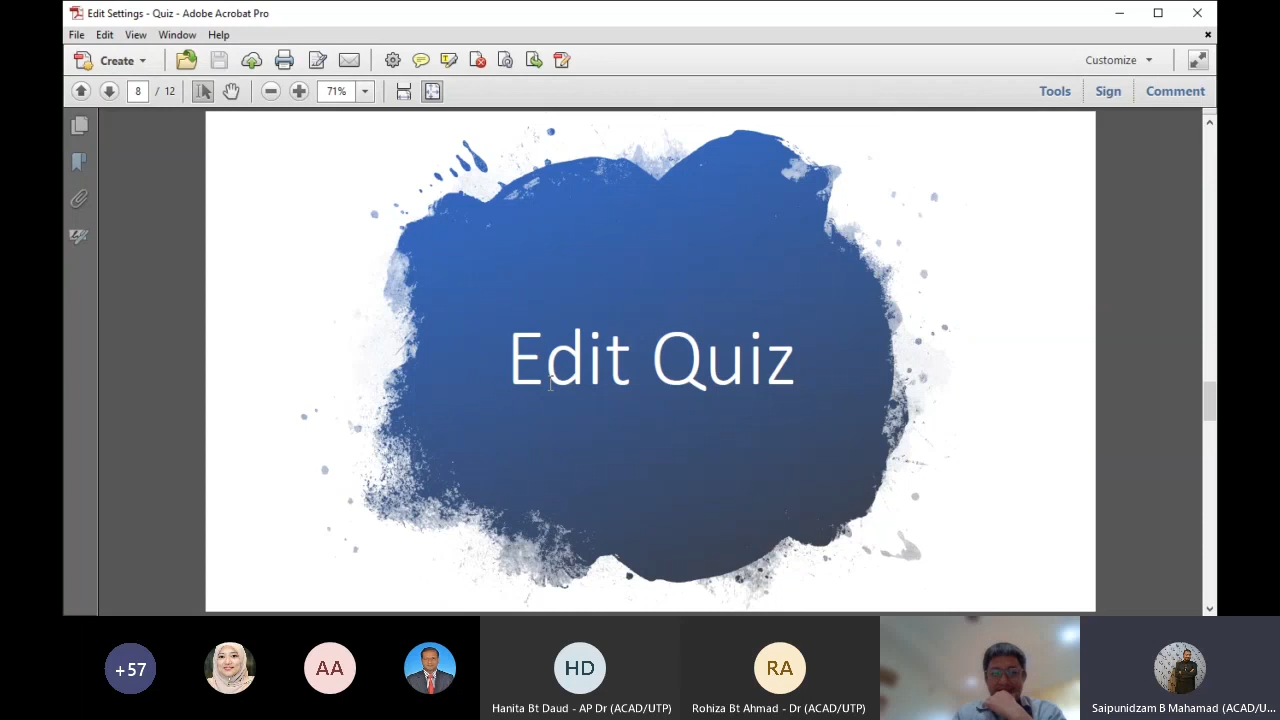 Edit Settings - Quiz - Adobe Acrobat Pro
File Edit View Window Help
Create Customize
8 / 12 71% Tools Sign Comment
Edit Quiz
+57 AA HD RA
Hanita Bt Daud - AP Dr (ACAD/UTP) Rohiza Bt Ahmad - Dr (ACAD/UTP) Saipunidzam B Mahamad (ACAD/U...